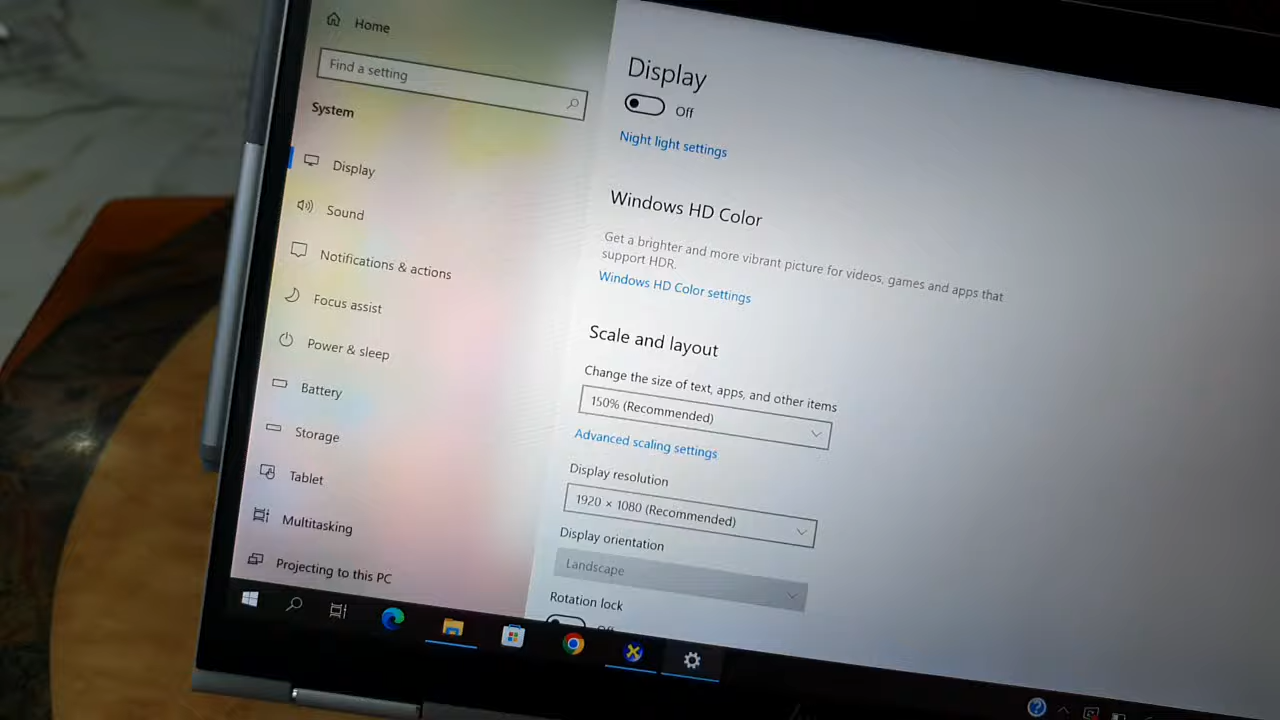 Home
Find a setting
System
Display
Sound
Notifications & actions
Focus assist
Power & sleep
Battery
Storage
Tablet
Multitasking
Projecting to this PC
Display
Off
Night light settings
Windows HD Color
Get a brighter and more vibrant picture for videos, games and apps that
support HDR.
Windows HD Color settings
Scale and layout
Change the size of text, apps, and other items
150% (Recommended)
Advanced scaling settings
Display resolution
1920 × 1080 (Recommended)
Display orientation
Landscape
Rotation lock
Off